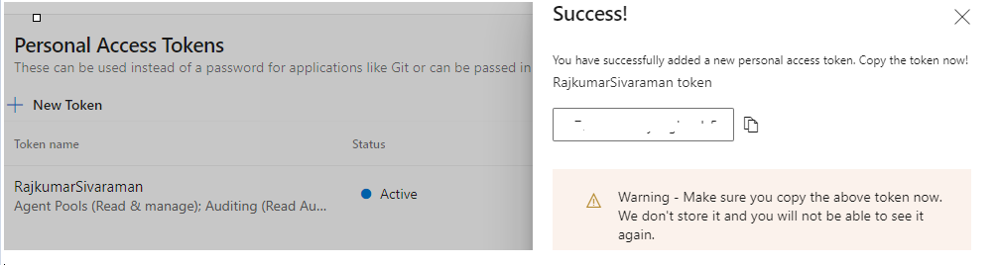 Personal Access Tokens
These can be used instead of a password for applications like Git or can be passed in
+ New Token
Token name Status
RajkumarSivaraman
Agent Pools (Read & manage); Auditing (Read Au...
Active
Success!
You have successfully added a new personal access token. Copy the token now!
RajkumarSivaraman token
Warning - Make sure you copy the above token now.
We don't store it and you will not be able to see it
again.